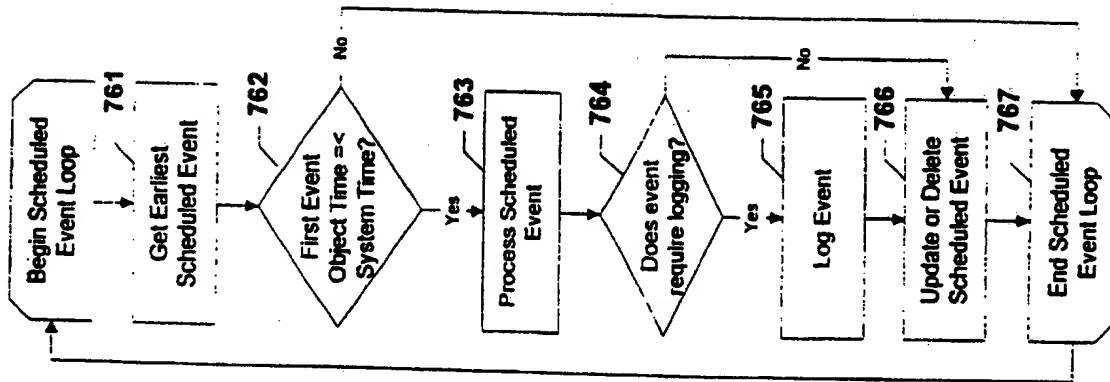 Begin Scheduled
Event Loop
761
Get Earliest
Scheduled Event
762
First Event
Object Time =<
System Time?
No
Yes
763
Process Scheduled
Event
764
Does event
require logging?
No
Yes
765
Log Event
766
Update or Delete
Scheduled Event
767
End Scheduled
Event Loop